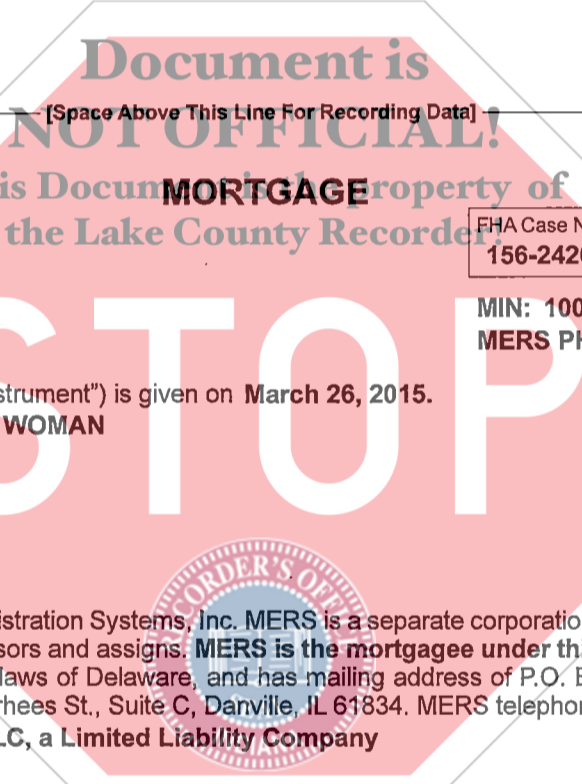 Document is
[Space Above This Line For Recording Data]
NOT OFFICIAL!
is Document is the property of
MORTGAGE
the Lake County Recorder!
FHA Case N
156-242
MIN: 100
MERS PH
STOP
strument”) is given on March 26, 2015.
WOMAN
RECORDER'S OFFICE
istration Systems, Inc. MERS is a separate corporatio
sors and assigns. MERS is the mortgagee under th
laws of Delaware, and has mailing address of P.O. B
rhees St., Suite C, Danville, IL 61834. MERS telephon
LC, a Limited Liability Company